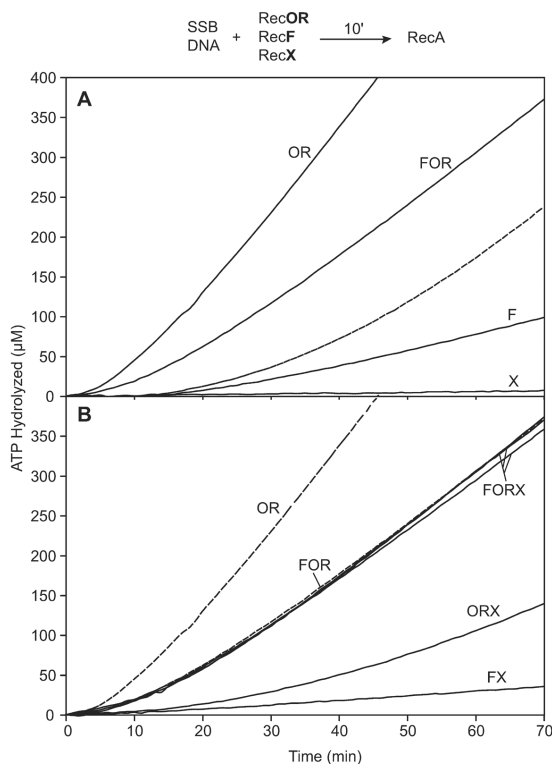 SSB
DNA
+
RecOR
RecF
RecX
10'
RecA
ATP Hydrolyzed (µM)
A
400
350
300
250
200
150
100
50
0
OR
FOR
F
X
B
350
300
250
200
150
100
50
0
OR
FOR
FORX
ORX
FX
0 10 20 30 40 50 60 70
Time (min)